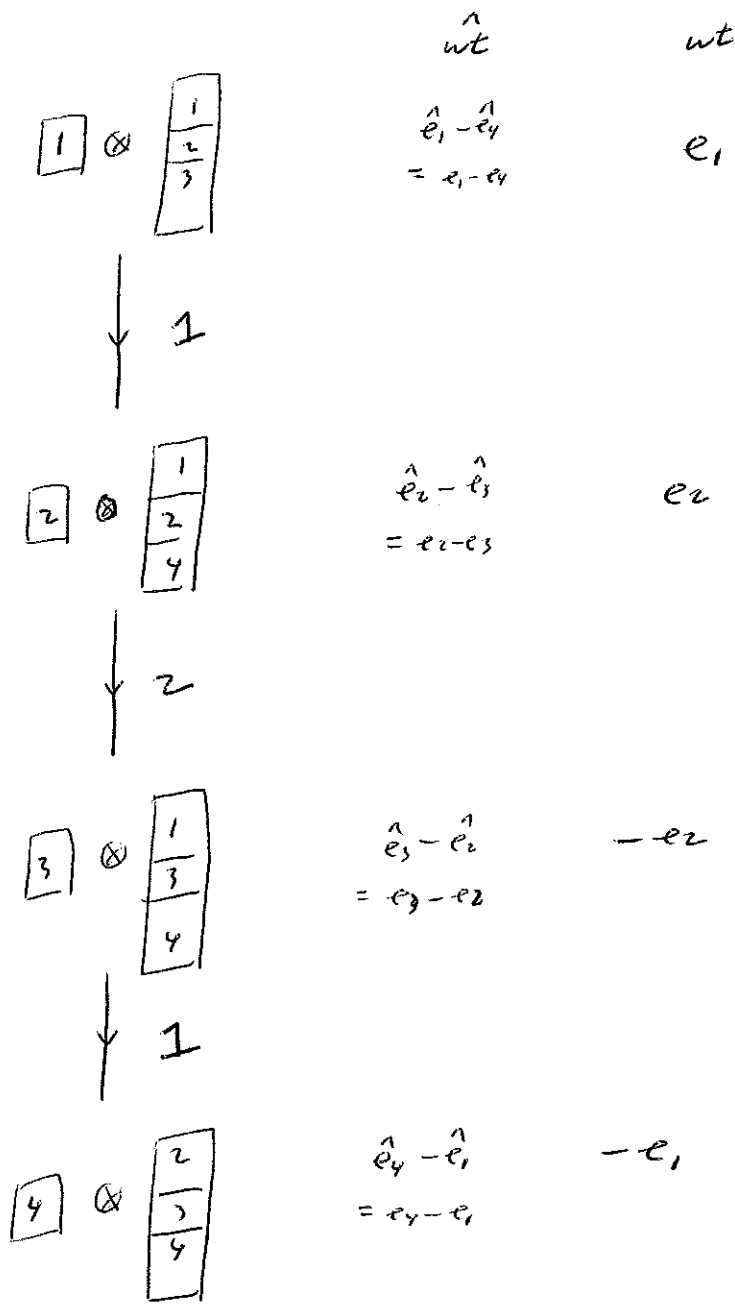 ŵt wt
1 ⊗ 1 2 3 ê₁ - ê₄ e₁
= e₁ - e₄
1
2 ⊗ 1 2 4 ê₂ - ê₃ e₂
= e₂ - e₃
2
3 ⊗ 1 3 4 ê₃ - ê₂ - e₂
= e₃ - e₂
1
4 ⊗ 2 3 4 ê₄ - ê₁ - e₁
= e₄ - e₁